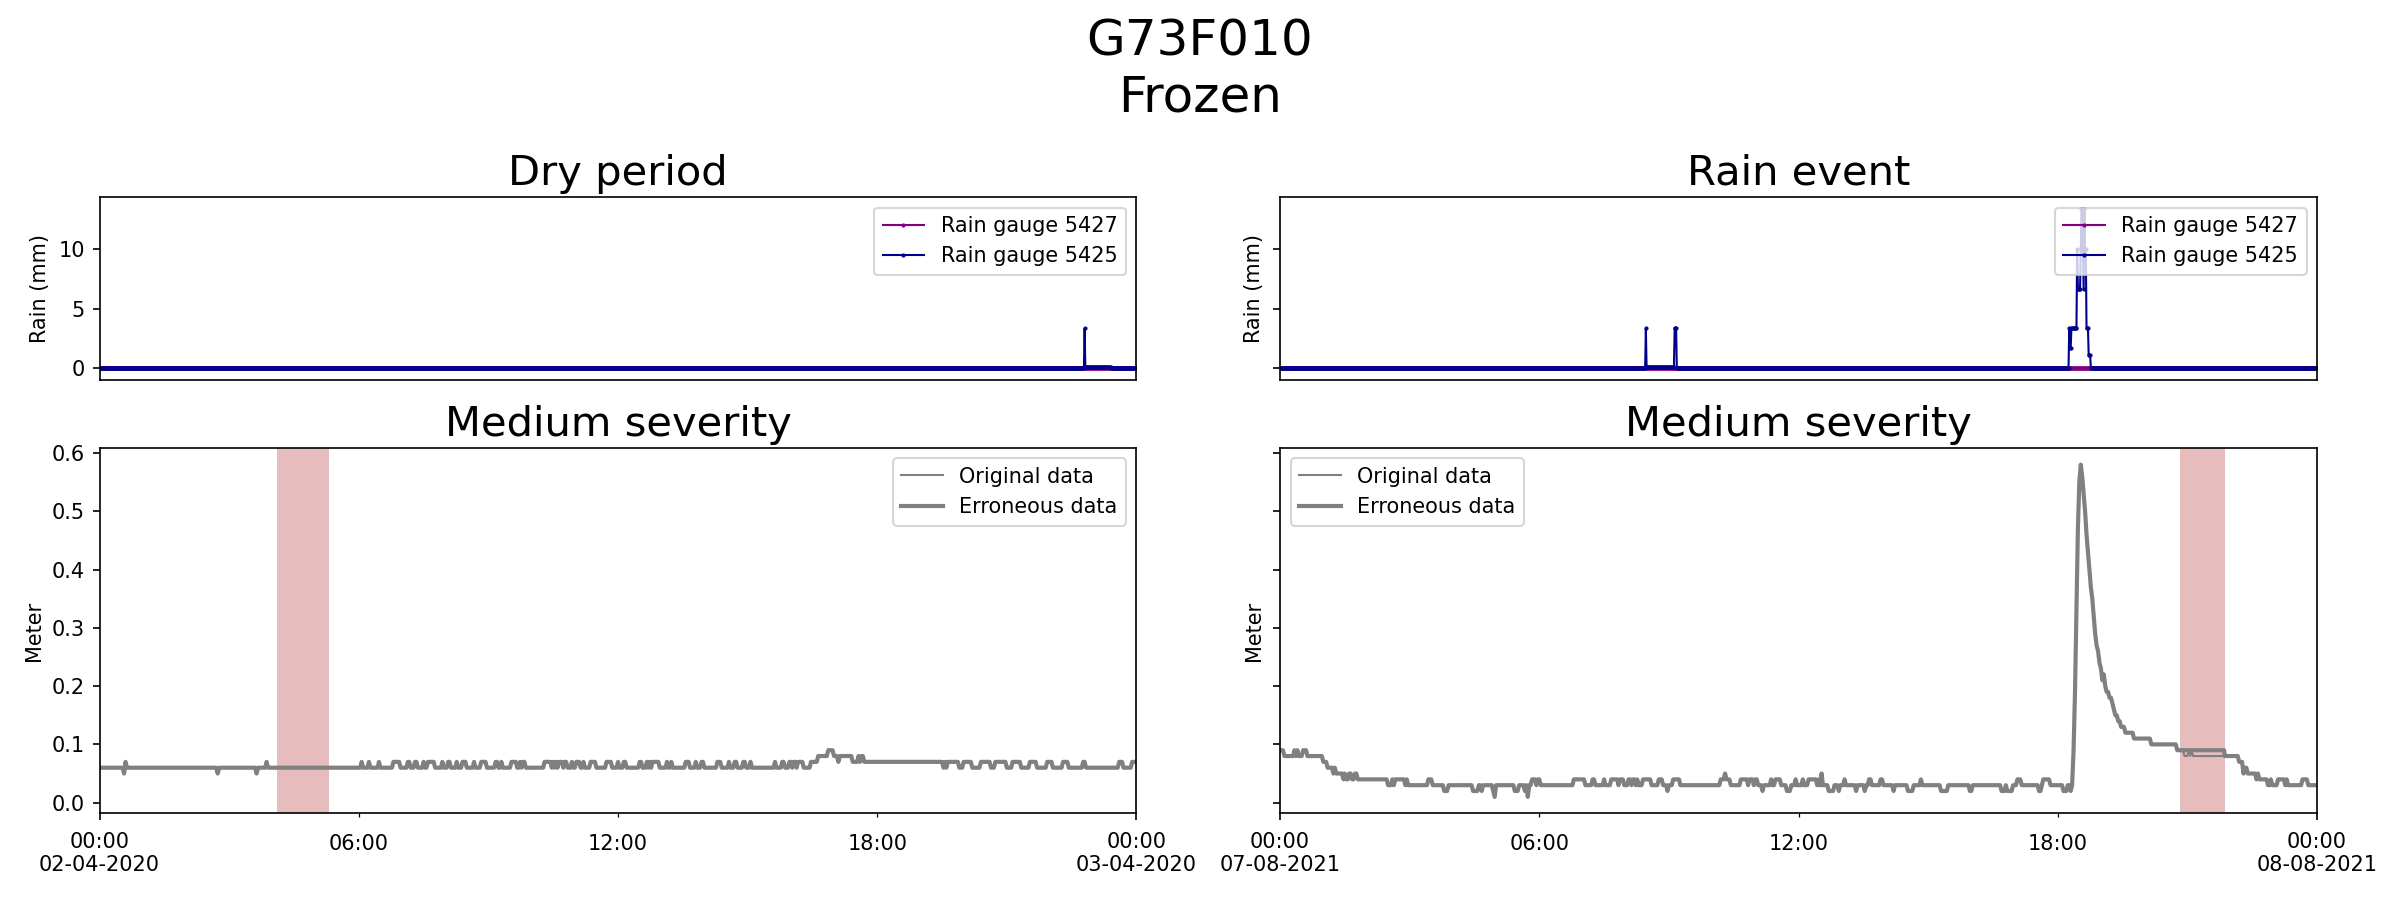 G73F010
Frozen
Dry period
Rain (mm)
10
5
0
Rain gauge 5427
Rain gauge 5425
Rain event
Rain (mm)
Rain gauge 5427
Rain gauge 5425
Medium severity
Meter
0.6
0.5
0.4
0.3
0.2
0.1
0.0
Original data
Erroneous data
00:00
02-04-2020
06:00
12:00
18:00
00:00
03-04-2020
Medium severity
Meter
Original data
Erroneous data
00:00
07-08-2021
06:00
12:00
18:00
00:00
08-08-2021